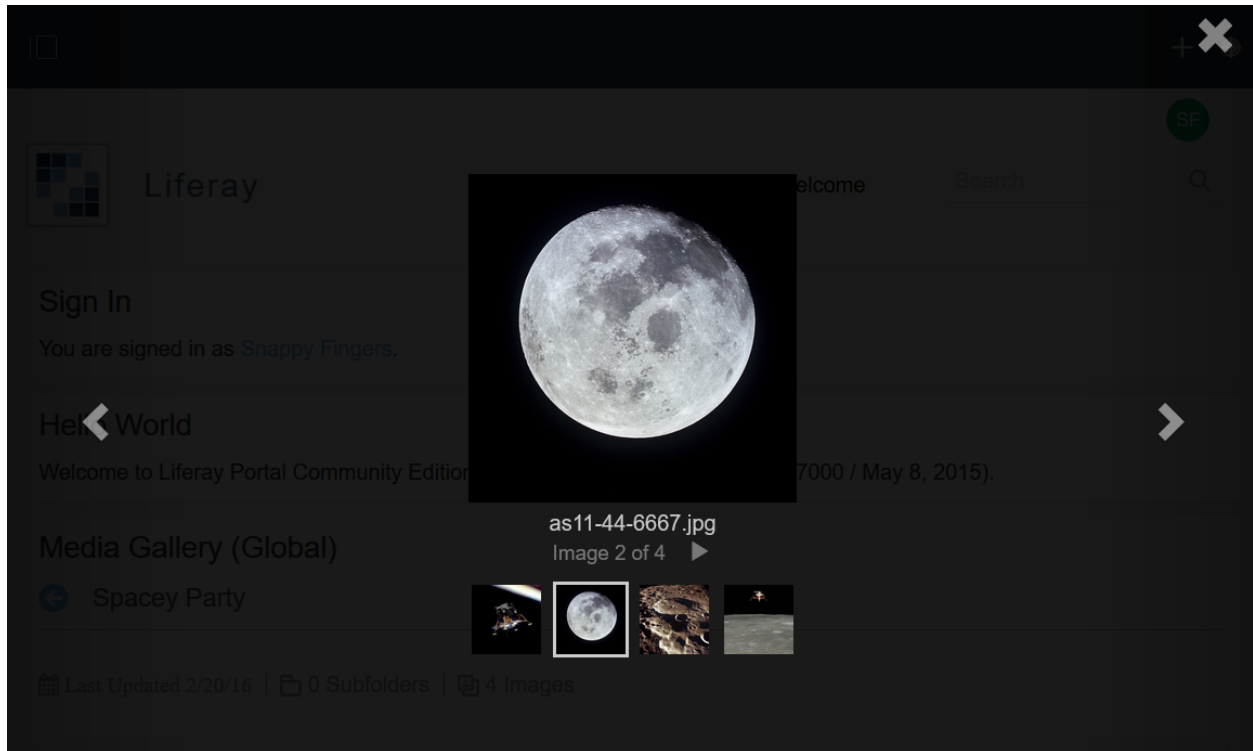 SF
Liferay
elcome
Search
Sign In
You are signed in as Snappy Fingers.
Hello World
Welcome to Liferay Portal Community Edition 7000 / May 8, 2015).
as11-44-6667.jpg
Image 2 of 4
Media Gallery (Global)
Spacey Party
Last Updated 2/20/16 | 0 Subfolders | 4 Images